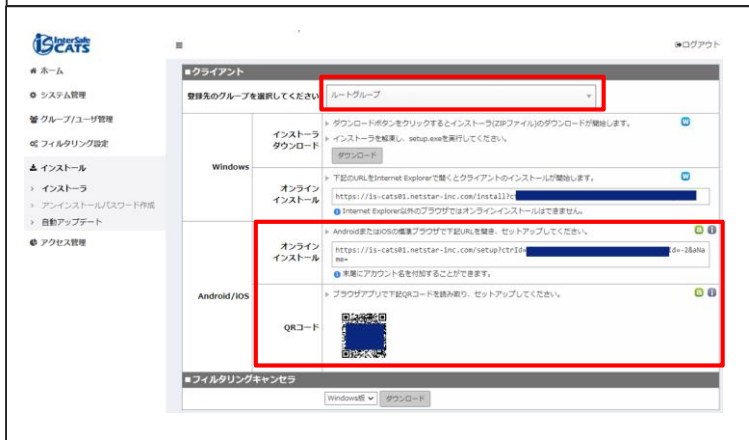 InterSafe
CATS
≡
ログアウト
ホーム
システム管理
グループ/ユーザ管理
フィルタリング設定
インストール
> インストーラ
> アンインストールパスワード作成
> 自動アップデート
アクセス管理
■クライアント
登録先のグループを選択してください
ルートグループ
Windows
インストーラ
ダウンロード
ダウンロードボタンをクリックするとインストーラ(ZIPファイル)のダウンロードが開始します。
インストーラを解凍し、setup.exeを実行してください。
ダウンロード
オンライン
インストール
下記のURLをInternet Explorerで開くとクライアントのインストールが開始します。
https://is-cats01.netstar-inc.com/install?c
Internet Explorer以外のブラウザではオンラインインストールはできません。
Android/iOS
オンライン
インストール
AndroidまたはiOSの標準ブラウザで下記URLを開き、セットアップしてください。
https://is-cats01.netstar-inc.com/setup?ctrId= Id=-2&aNa
me=
末尾にアカウント名を付加することができます。
QRコード
ブラウザアプリで下記QRコードを読み取り、セットアップしてください。
■フィルタリングキャンセラ
Windows版
ダウンロード